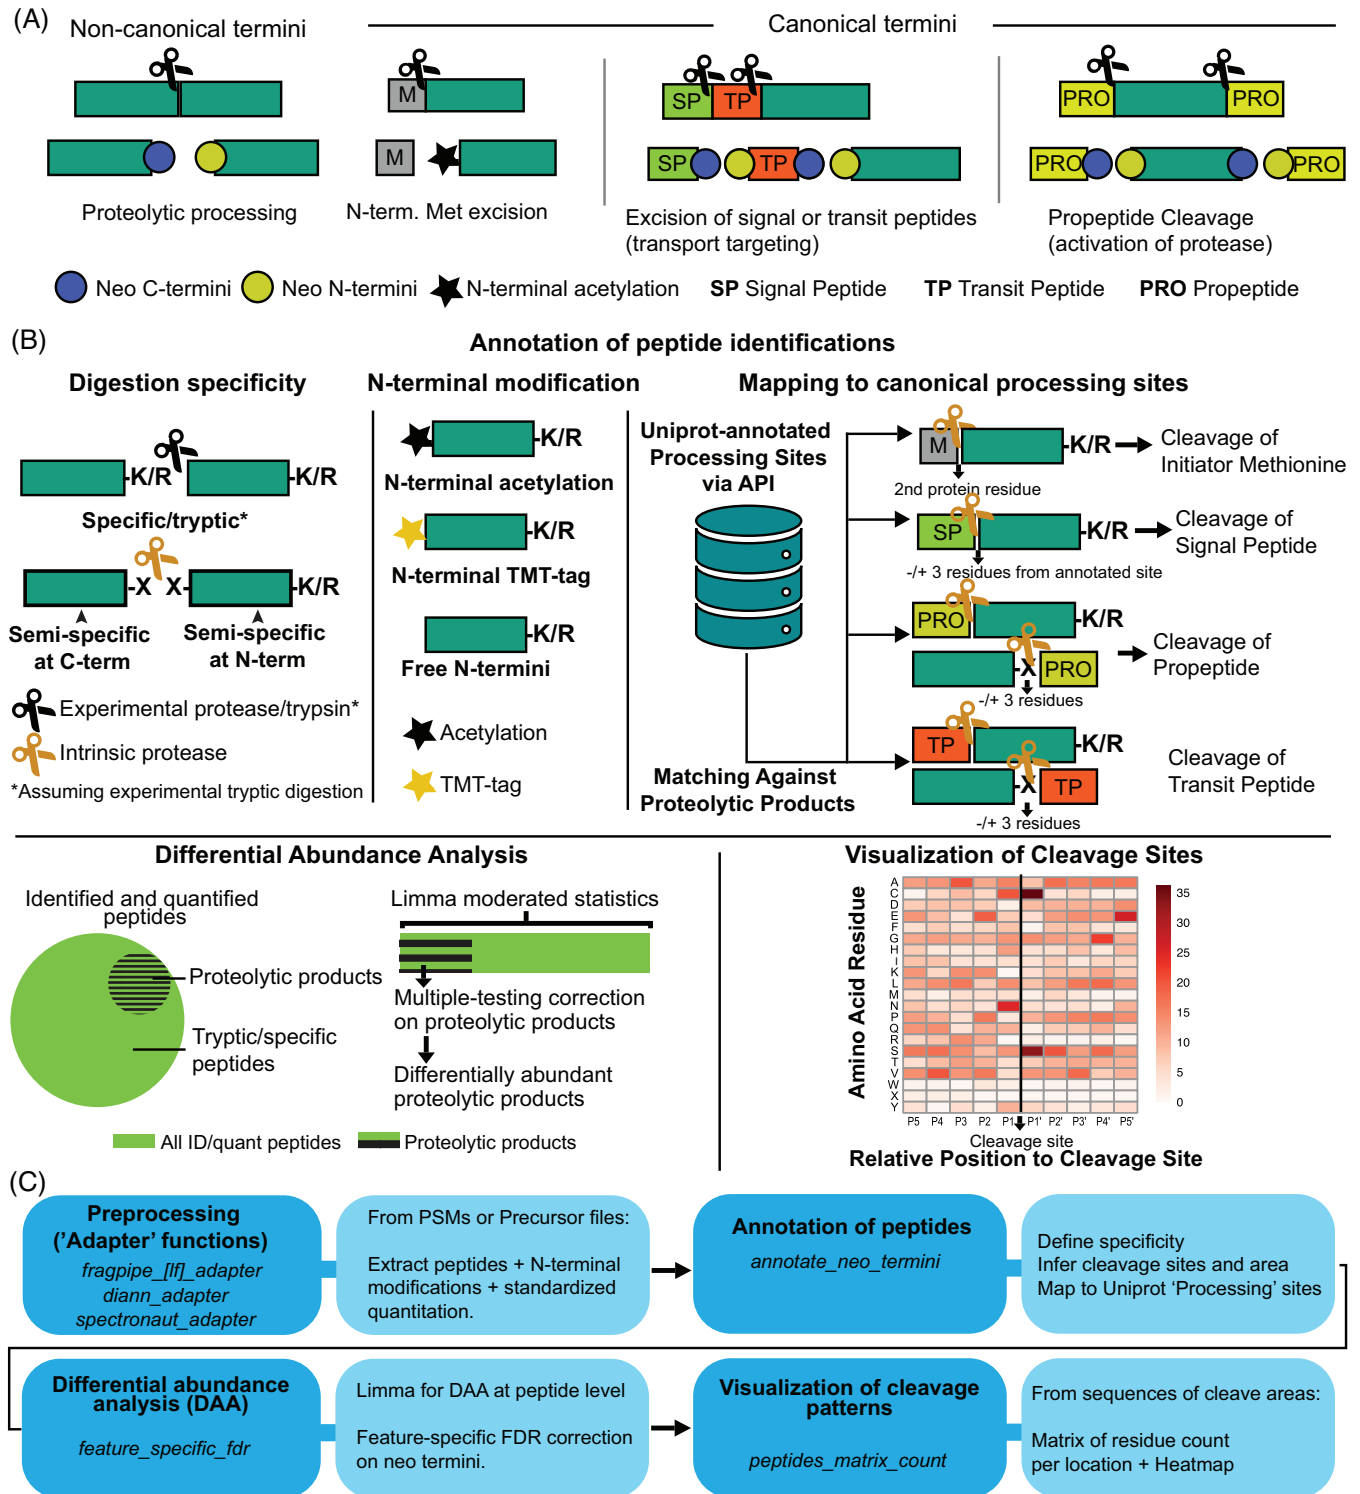 (A)
Non-canonical termini
Canonical termini
M
SP
TP
PRO
PRO
M
SP
TP
PRO
PRO
Proteolytic processing
N-term. Met excision
Excision of signal or transit peptides
(transport targeting)
Propeptide Cleavage
(activation of protease)
Neo C-termini
Neo N-termini
N-terminal acetylation
SP Signal Peptide
TP Transit Peptide
PRO Propeptide
(B)
Annotation of peptide identifications
Digestion specificity
-K/R
-K/R
Specific/tryptic*
-X
X-
-K/R
Semi-specific
at C-term
Semi-specific
at N-term
Experimental protease/trypsin*
Intrinsic protease
*Assuming experimental tryptic digestion
N-terminal modification
-K/R
N-terminal acetylation
-K/R
N-terminal TMT-tag
-K/R
Free N-termini
Acetylation
TMT-tag
Mapping to canonical processing sites
Uniprot-annotated
Processing Sites
via API
Matching Against
Proteolytic Products
M
-K/R
2nd protein residue
Cleavage of
Initiator Methionine
SP
K/R
-/+ 3 residues from annotated site
Cleavage of
Signal Peptide
PRO
-K/R
-X
PRO
-/+ 3 residues
Cleavage of
Propeptide
TP
-K/R
-X
TP
-/+ 3 residues
Cleavage of
Transit Peptide
Differential Abundance Analysis
Identified and quantified
peptides
Proteolytic products
Tryptic/specific
peptides
Limma moderated statistics
Multiple-testing correction
on proteolytic products
Differentially abundant
proteolytic products
All ID/quant peptides
Proteolytic products
Visualization of Cleavage Sites
Amino Acid Residue
A
C
D
E
F
G
H
I
K
L
M
N
P
Q
R
S
T
V
W
X
Y
35
30
25
20
15
10
5
0
P5 P4 P3 P2 P1 P1' P2' P3' P4' P5'
Cleavage site
Relative Position to Cleavage Site
(C)
Preprocessing
('Adapter' functions)
fragpipe_[lf]_adapter
diann_adapter
spectronaut_adapter
From PSMs or Precursor files:
Extract peptides + N-terminal
modifications + standardized
quantitation.
Annotation of peptides
annotate_neo_termini
Define specificity
Infer cleavage sites and area
Map to Uniprot ‘Processing’ sites
Differential abundance
analysis (DAA)
feature_specific_fdr
Limma for DAA at peptide level
Feature-specific FDR correction
on neo termini.
Visualization of cleavage
patterns
peptides_matrix_count
From sequences of cleave areas:
Matrix of residue count
per location + Heatmap